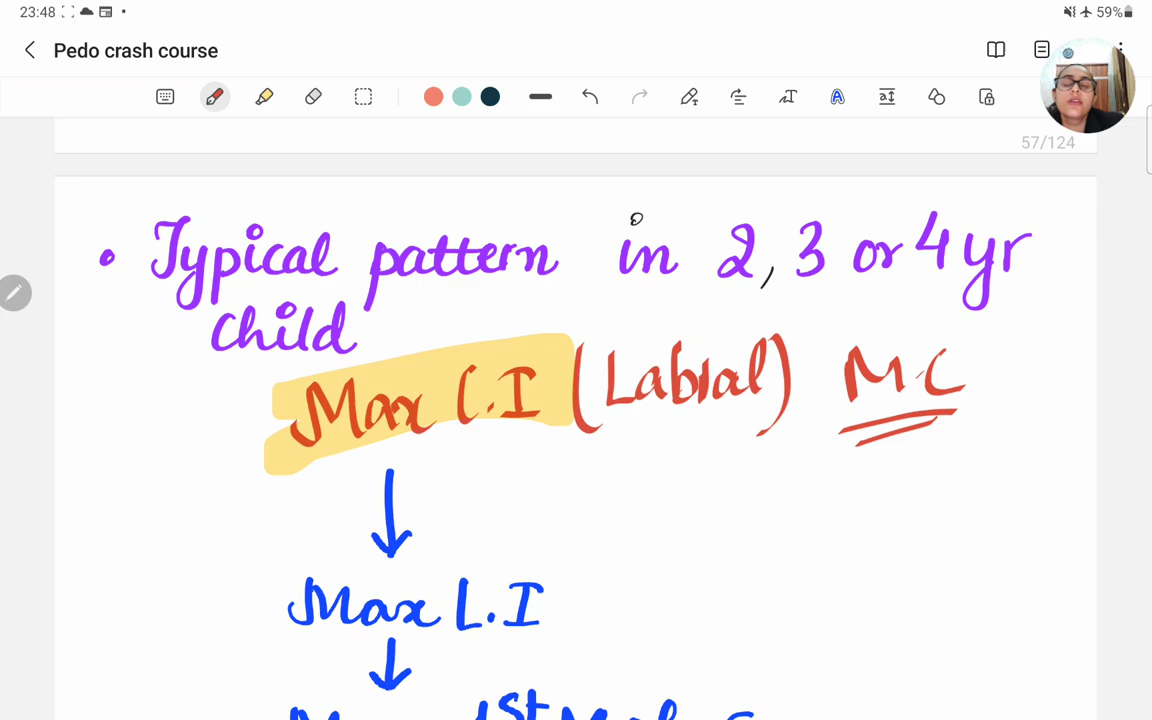 23:48
59%
Pedo crash course
57/124
• Typical pattern in 2, 3 or 4 yr
child
Max C.I (Labial) M.C
Max L.I
1st